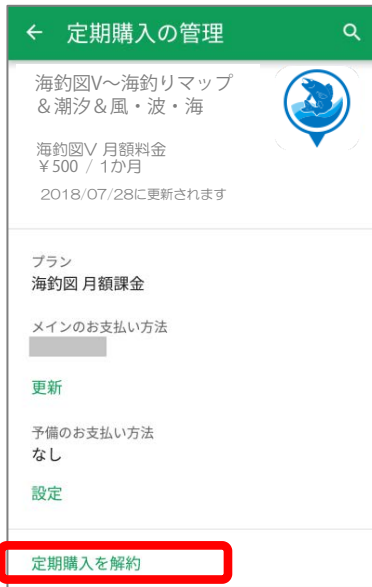 定期購入の管理
海釣図V〜海釣りマップ
&潮汐&風・波・海
海釣図V 月額料金
¥500 / 1か月
2018/07/28に更新されます
プラン
海釣図 月額課金
メインのお支払い方法
更新
予備のお支払い方法
なし
設定
定期購入を解約